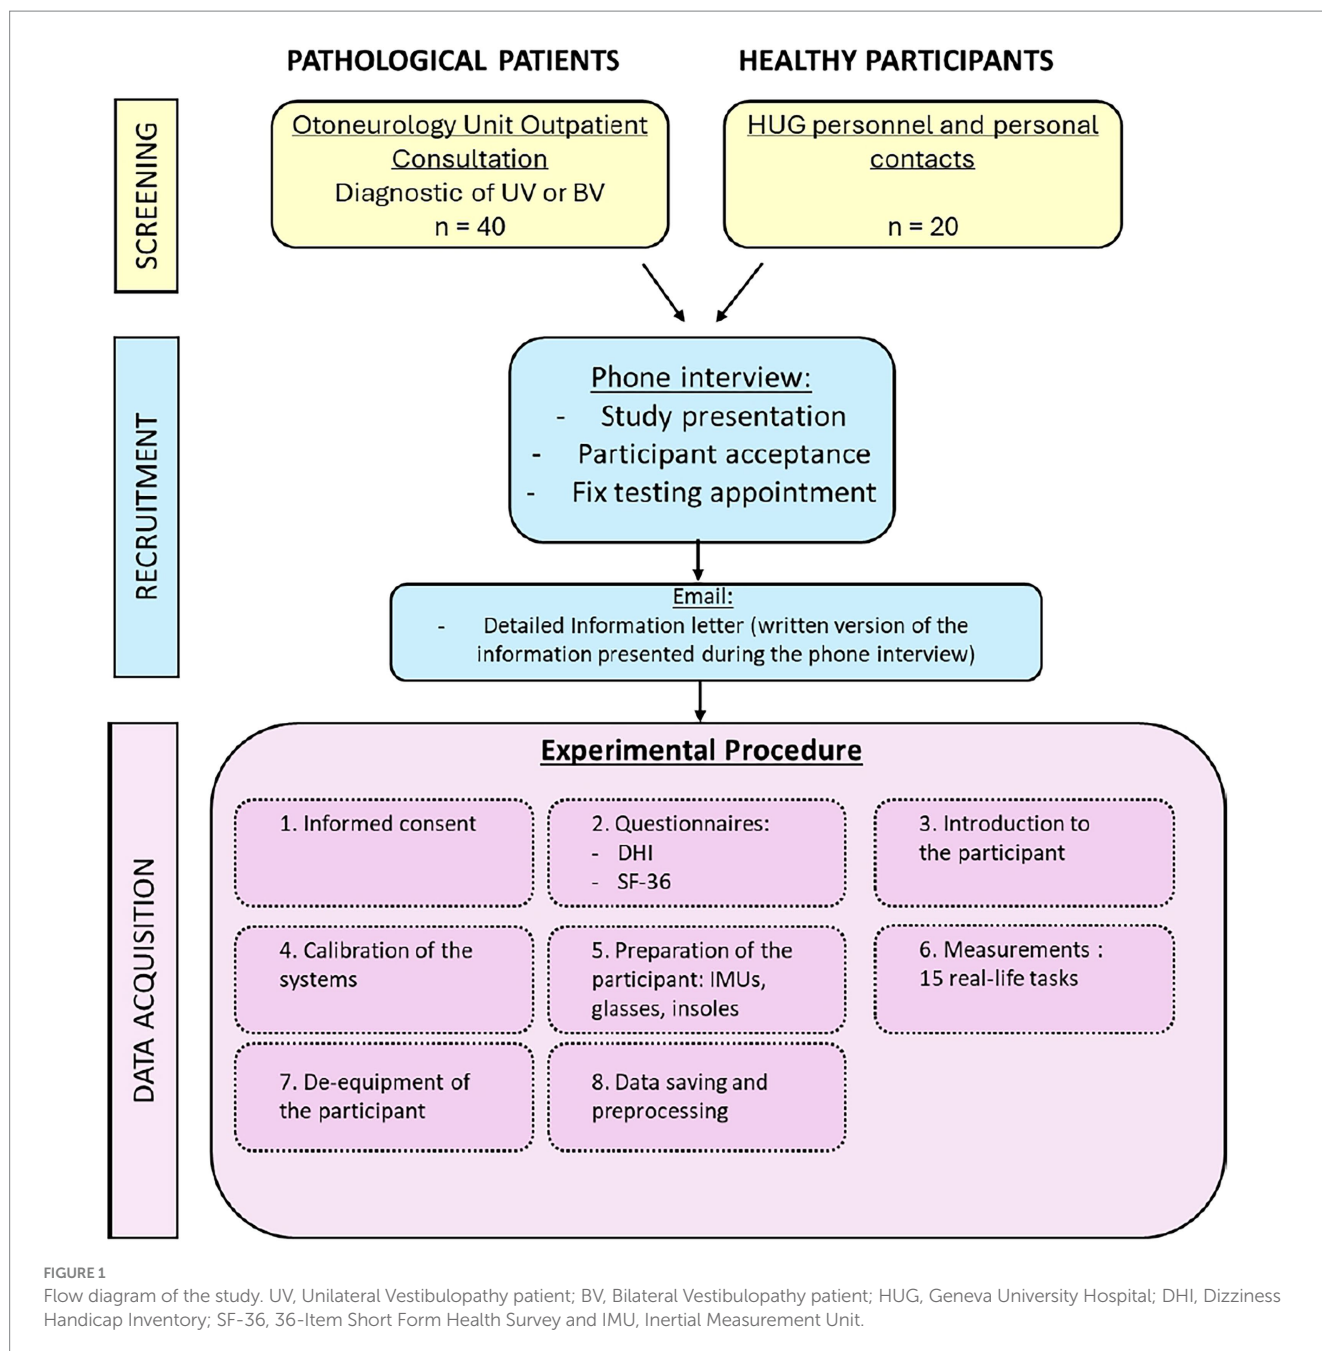 PATHOLOGICAL PATIENTS
HEALTHY PARTICIPANTS
SCREENING
Otoneurology Unit Outpatient
Consultation
Diagnostic of UV or BV
n = 40
HUG personnel and personal
contacts
n = 20
RECRUITMENT
Phone interview:
- Study presentation
- Participant acceptance
- Fix testing appointment
Email:
- Detailed Information letter (written version of the
information presented during the phone interview)
DATA ACQUISITION
Experimental Procedure
1. Informed consent
2. Questionnaires:
- DHI
- SF-36
3. Introduction to
the participant
4. Calibration of the
systems
5. Preparation of the
participant: IMUs,
glasses, insoles
6. Measurements :
15 real-life tasks
7. De-equipment of
the participant
8. Data saving and
preprocessing
FIGURE 1
Flow diagram of the study. UV, Unilateral Vestibulopathy patient; BV, Bilateral Vestibulopathy patient; HUG, Geneva University Hospital; DHI, Dizziness
Handicap Inventory; SF-36, 36-Item Short Form Health Survey and IMU, Inertial Measurement Unit.